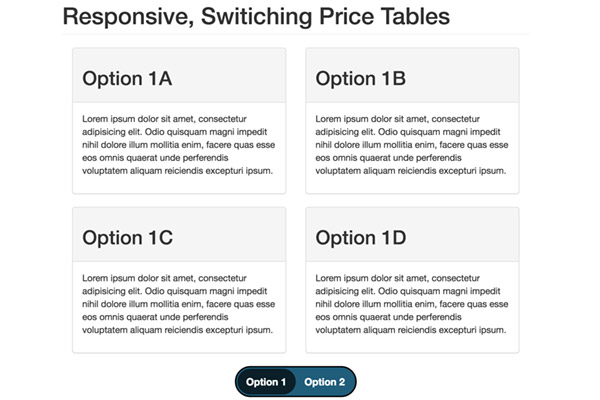 Responsive, Switiching Price Tables
Option 1A
Lorem ipsum dolor sit amet, consectetur
adipisicing elit. Odio quisquam magni impedit
nihil dolore illum mollitia enim, facere quas esse
eos omnis quaerat unde perferendis
voluptatem aliquam reiciendis excepturi ipsum.
Option 1B
Lorem ipsum dolor sit amet, consectetur
adipisicing elit. Odio quisquam magni impedit
nihil dolore illum mollitia enim, facere quas esse
eos omnis quaerat unde perferendis
voluptatem aliquam reiciendis excepturi ipsum.
Option 1C
Lorem ipsum dolor sit amet, consectetur
adipisicing elit. Odio quisquam magni impedit
nihil dolore illum mollitia enim, facere quas esse
eos omnis quaerat unde perferendis
voluptatem aliquam reiciendis excepturi ipsum.
Option 1D
Lorem ipsum dolor sit amet, consectetur
adipisicing elit. Odio quisquam magni impedit
nihil dolore illum mollitia enim, facere quas esse
eos omnis quaerat unde perferendis
voluptatem aliquam reiciendis excepturi ipsum.
Option 1 Option 2